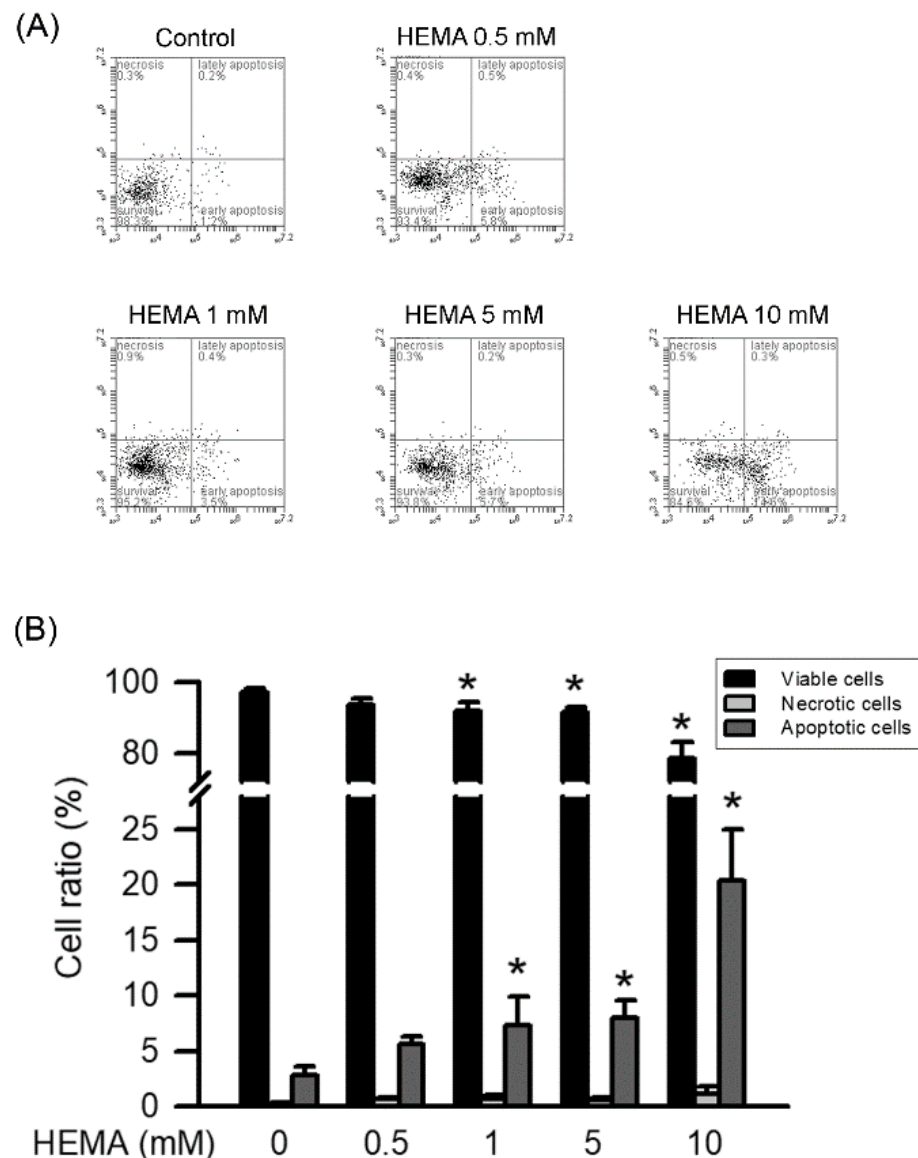 (A)
Control
HEMA 0.5 mM
necrosis
0.3%
lately apoptosis
0.2%
survival
98.3%
early apoptosis
1.2%
necrosis
0.4%
lately apoptosis
0.5%
survival
93.4%
early apoptosis
5.8%
HEMA 1 mM
HEMA 5 mM
HEMA 10 mM
necrosis
0.9%
lately apoptosis
0.4%
survival
95.2%
early apoptosis
3.5%
necrosis
0.3%
lately apoptosis
0.2%
survival
93.8%
early apoptosis
5.7%
necrosis
0.5%
lately apoptosis
0.3%
survival
84.6%
early apoptosis
14.6%
(B)
Viable cells
Necrotic cells
Apoptotic cells
Cell ratio (%)
100
80
25
20
15
10
5
0
* * *
* * *
HEMA (mM) 0 0.5 1 5 10